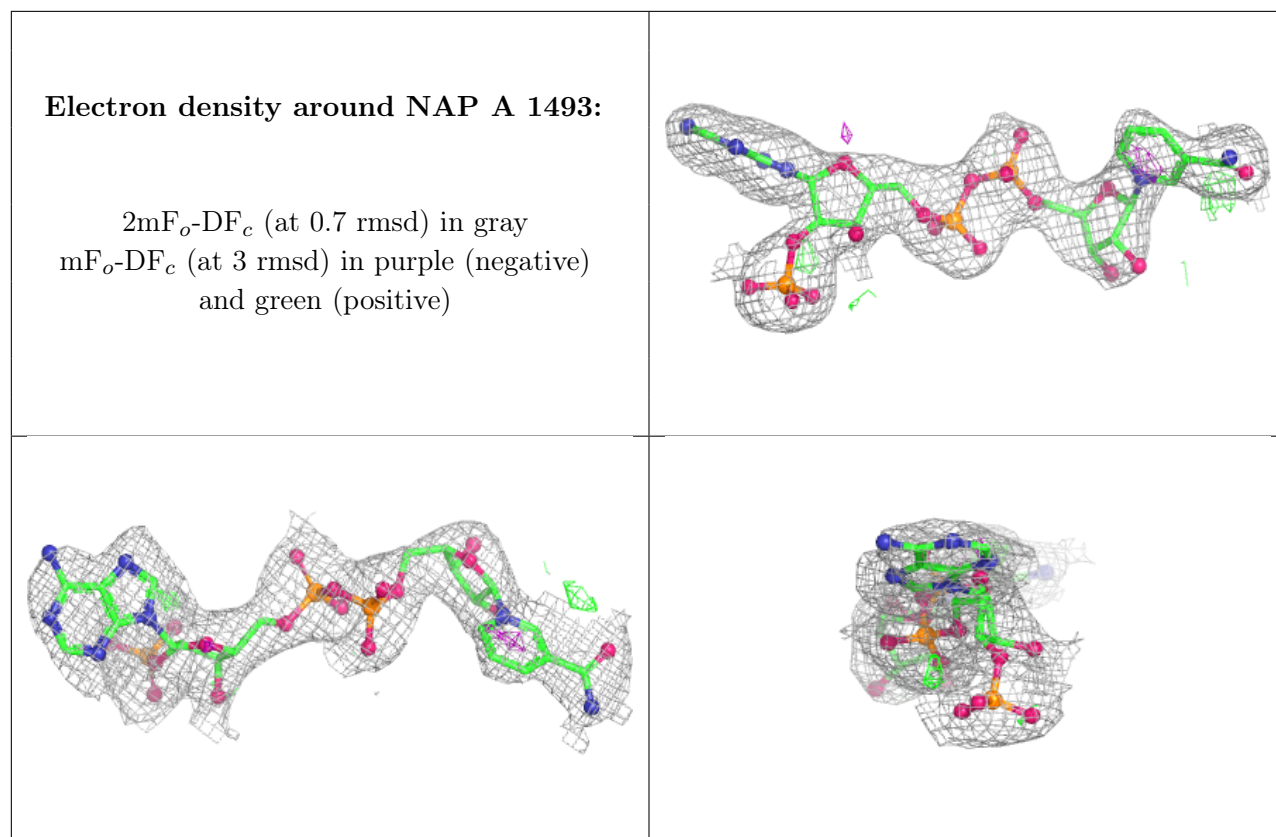 Electron density around NAP A 1493:
2mFo-DFc (at 0.7 rmsd) in gray
mFo-DFc (at 3 rmsd) in purple (negative)
and green (positive)